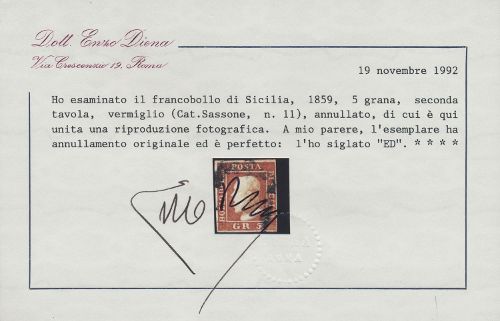 Dott. Enzo Diena
Via Crescenzio 19, Roma
19 novembre 1992
Ho esaminato il francobollo di Sicilia, 1859, 5 grana, seconda
tavola, vermiglio (Cat.Sassone, n. 11), annullato, di cui è qui
unita una riproduzione fotografica. A mio parere, l'esemplare ha
annullamento originale ed è perfetto: l'ho siglato "ED". * * * *
POSTA
GR 5